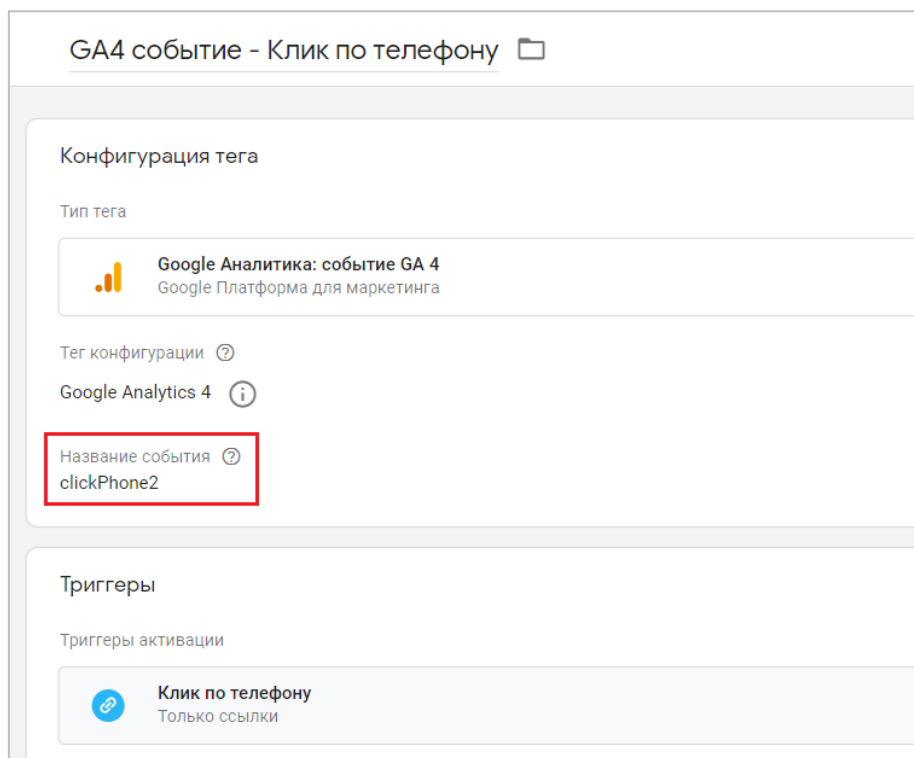 GA4 событие - Клик по телефону
Конфигурация тега
Тип тега
Google Аналитика: событие GA 4
Google Платформа для маркетинга
Тег конфигурации
Google Analytics 4
Название события
clickPhone2
Триггеры
Триггеры активации
Клик по телефону
Только ссылки